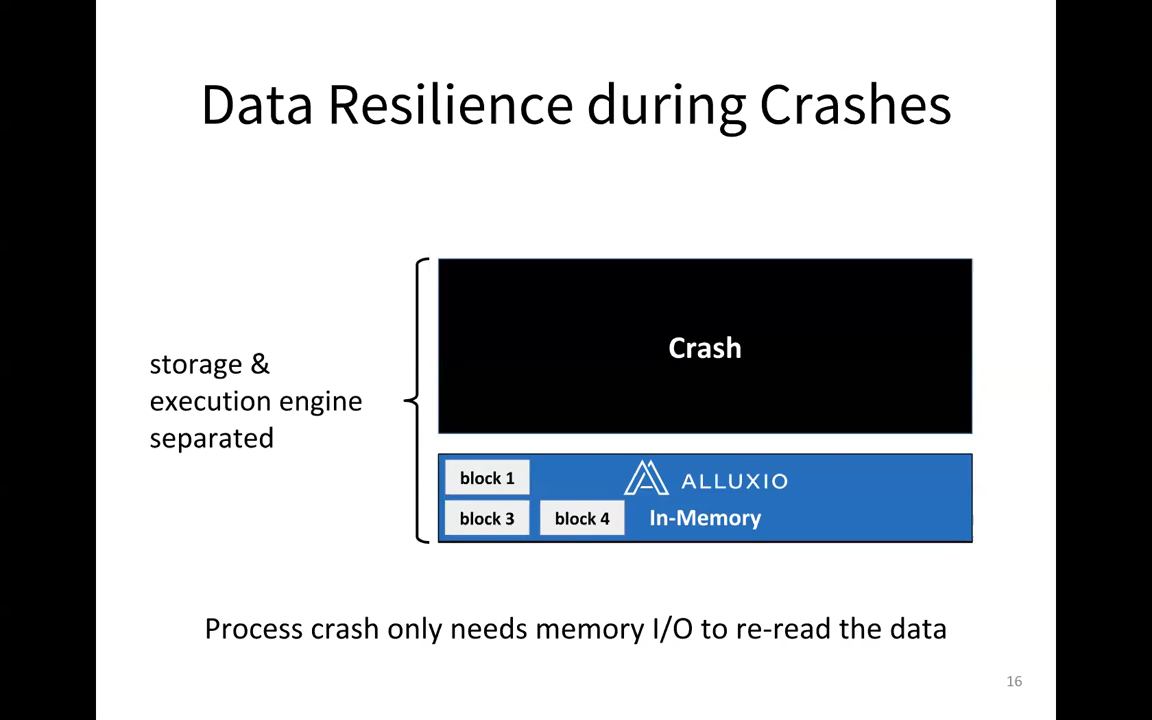 Data Resilience during Crashes
storage &
execution engine
separated
Crash
block 1
ALLUXIO
block 3
block 4
In-Memory
Process crash only needs memory I/O to re-read the data
16